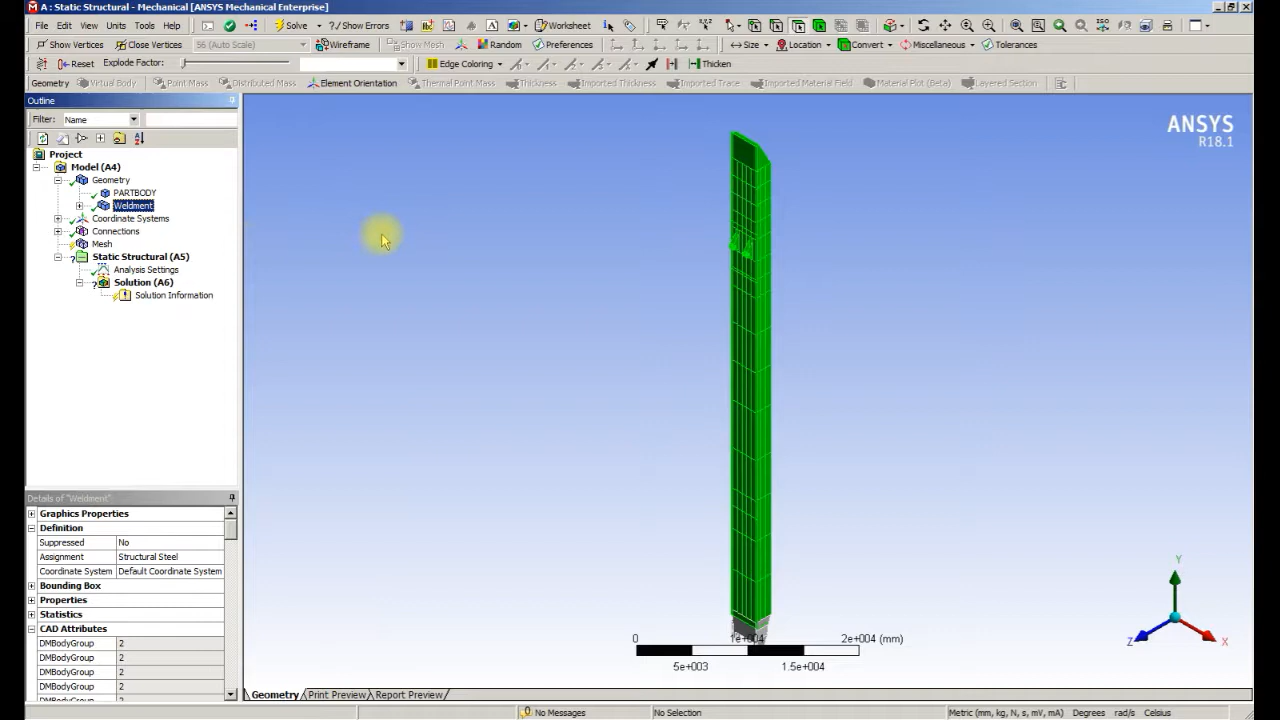 A : Static Structural - Mechanical [ANSYS Mechanical Enterprise]
File Edit View Units Tools Help Solve ?/ Show Errors Worksheet
Show Vertices Close Vertices 56 (Auto Scale) Wireframe Show Mesh Random Preferences Size Location Convert Miscellaneous Tolerances
Reset Explode Factor: Edge Coloring Thicken
Geometry Virtual Body Point Mass Distributed Mass Element Orientation Thermal Point Mass Thickness Imported Thickness Imported Trace Imported Material Field Material Plot (Beta) Layered Section
Outline
Filter: Name
Project
Model (A4)
Geometry
PARTBODY
Weldment
Coordinate Systems
Connections
Mesh
Static Structural (A5)
Analysis Settings
Solution (A6)
Solution Information
ANSYS
R18.1
Details of "Weldment"
Graphics Properties
Definition
Suppressed No
Assignment Structural Steel
Coordinate System Default Coordinate System
Bounding Box
Properties
Statistics
CAD Attributes
DMBodyGroup 2
DMBodyGroup 2
DMBodyGroup 2
DMBodyGroup 2
Y
Z
X
0 1e+004 2e+004 (mm)
5e+003 1.5e+004
Geometry Print Preview Report Preview
No Messages No Selection Metric (mm, kg, N, s, mV, mA) Degrees rad/s Celsius